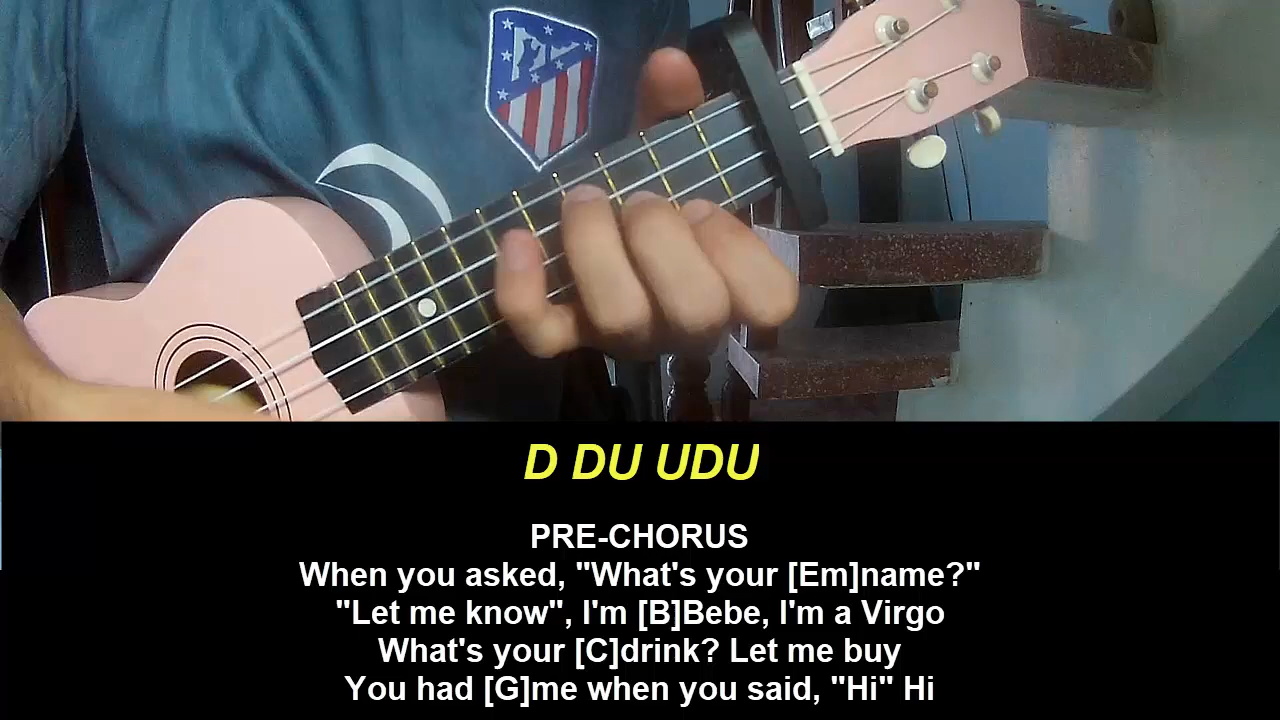 D DU UDU
PRE-CHORUS
When you asked, "What's your [Em]name?"
"Let me know", I'm [B]Bebe, I'm a Virgo
What's your [C]drink? Let me buy
You had [G]me when you said, "Hi" Hi